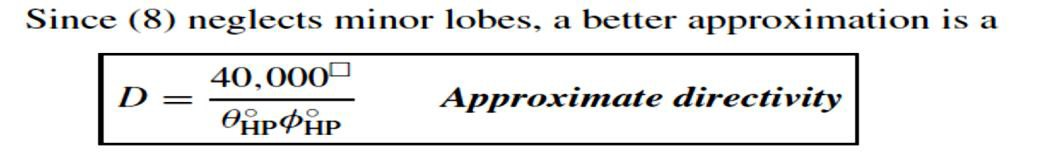 Since (8) neglects minor lobes, a better approximation is a
D = 40,000□ / θ°HP φ°HP Approximate directivity